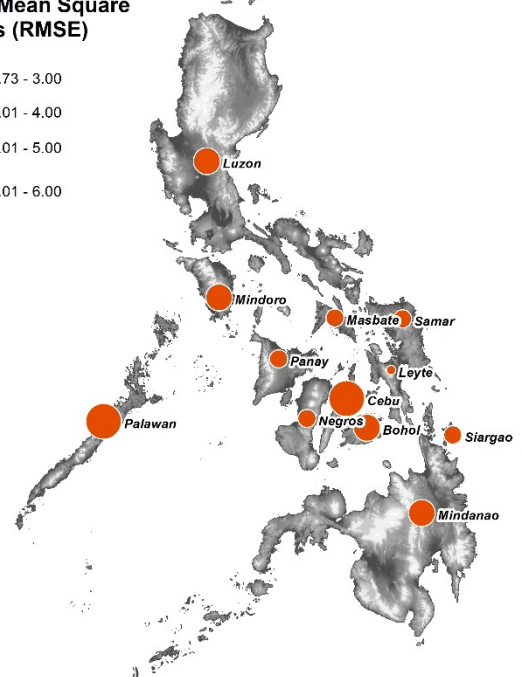 Mean Square
s (RMSE)
.73 - 3.00
.01 - 4.00
.01 - 5.00
.01 - 6.00
Luzon
Mindoro
Masbate
Samar
Panay
Leyte
Cebu
Palawan
Negros
Bohol
Siargao
Mindanao